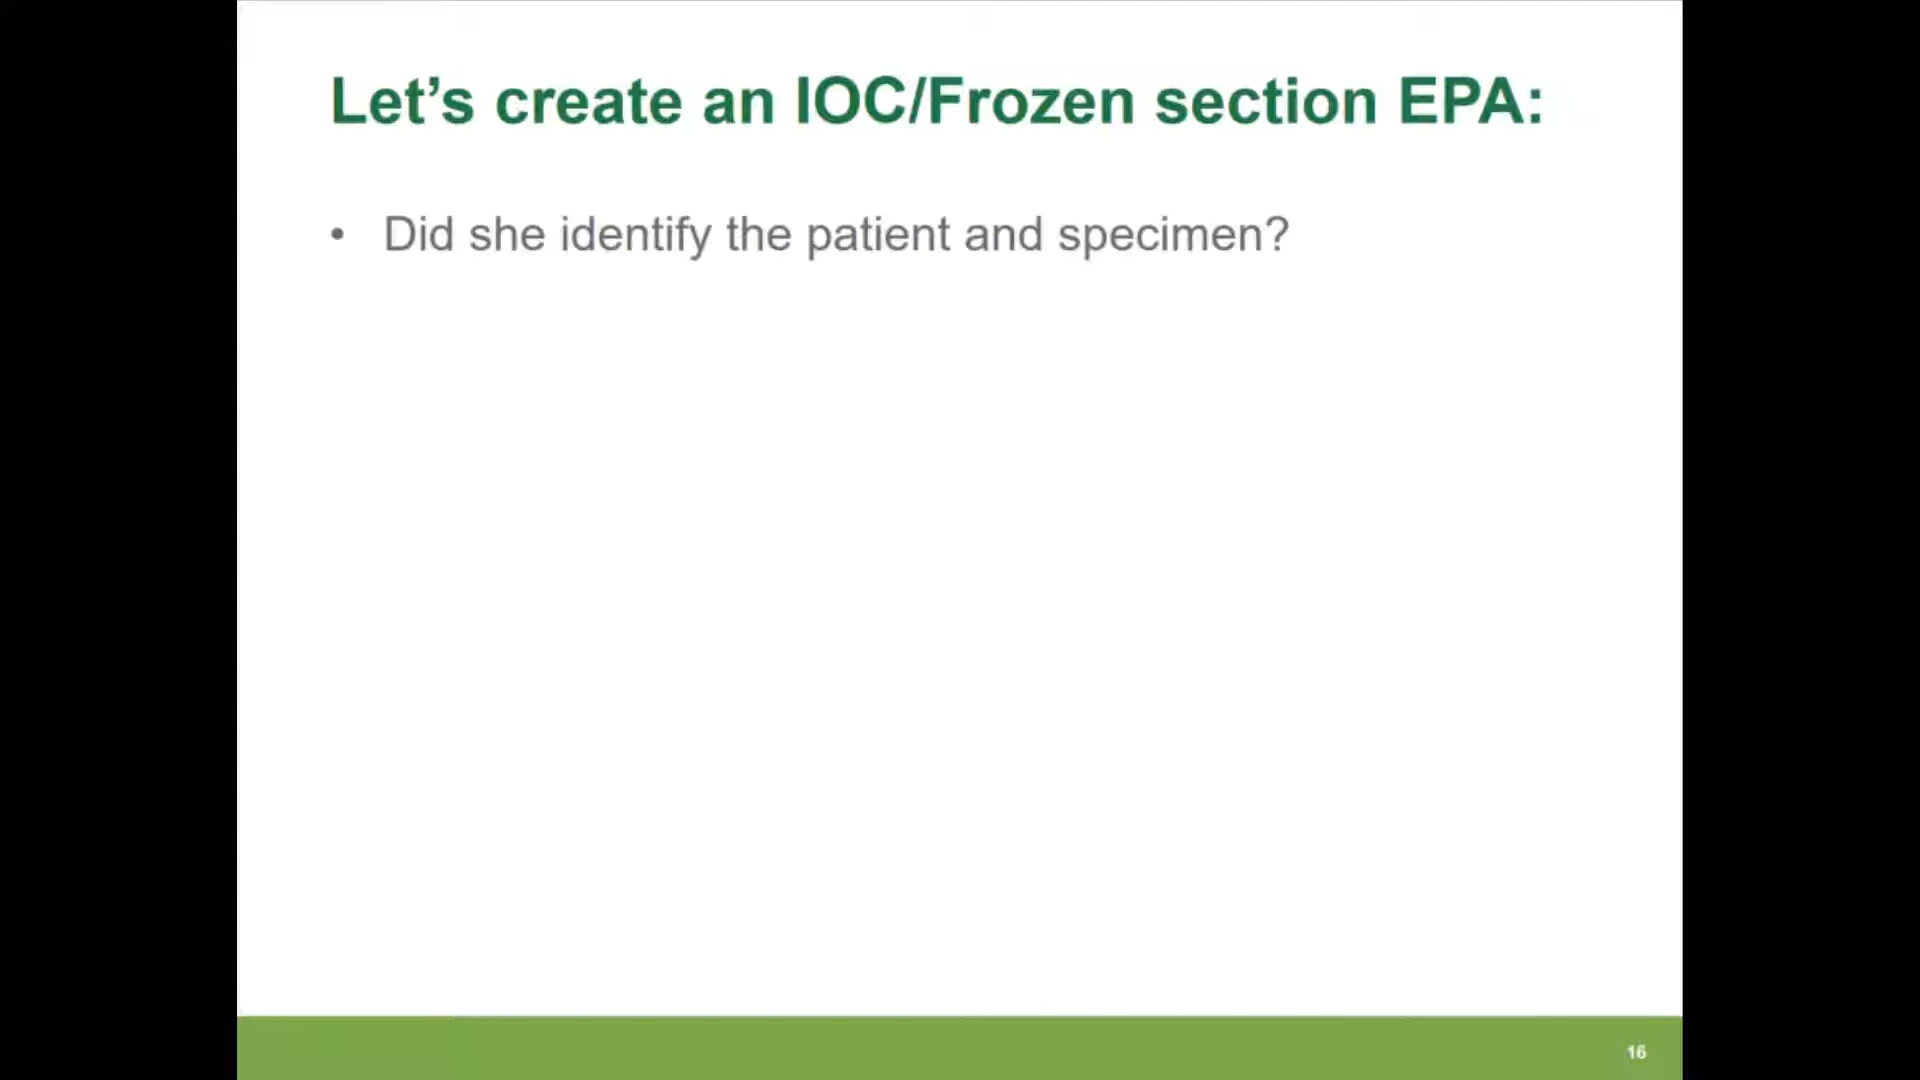 Let's create an IOC/Frozen section EPA:
• Did she identify the patient and specimen?
16